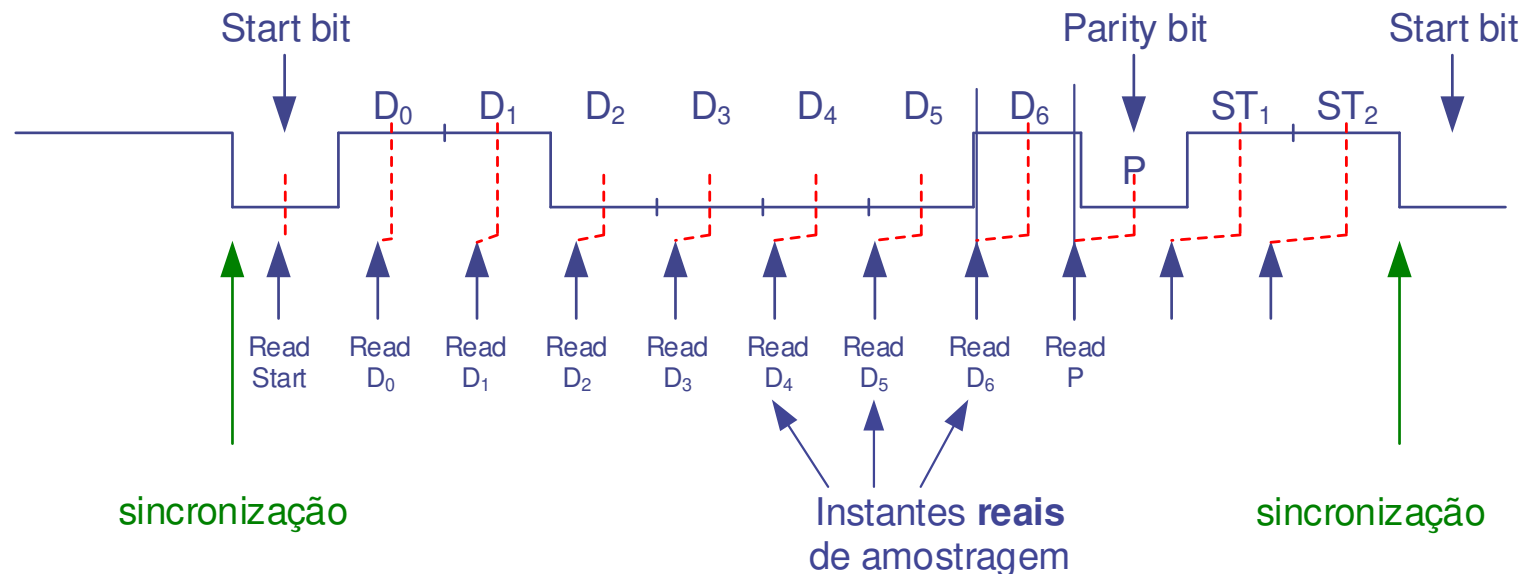 Start bit Parity bit Start bit
D0 D1 D2 D3 D4 D5 D6 ST1 ST2
P
Read Read Read Read Read Read Read Read Read
Start D0 D1 D2 D3 D4 D5 D6 P
sincronização Instantes reais sincronização
de amostragem